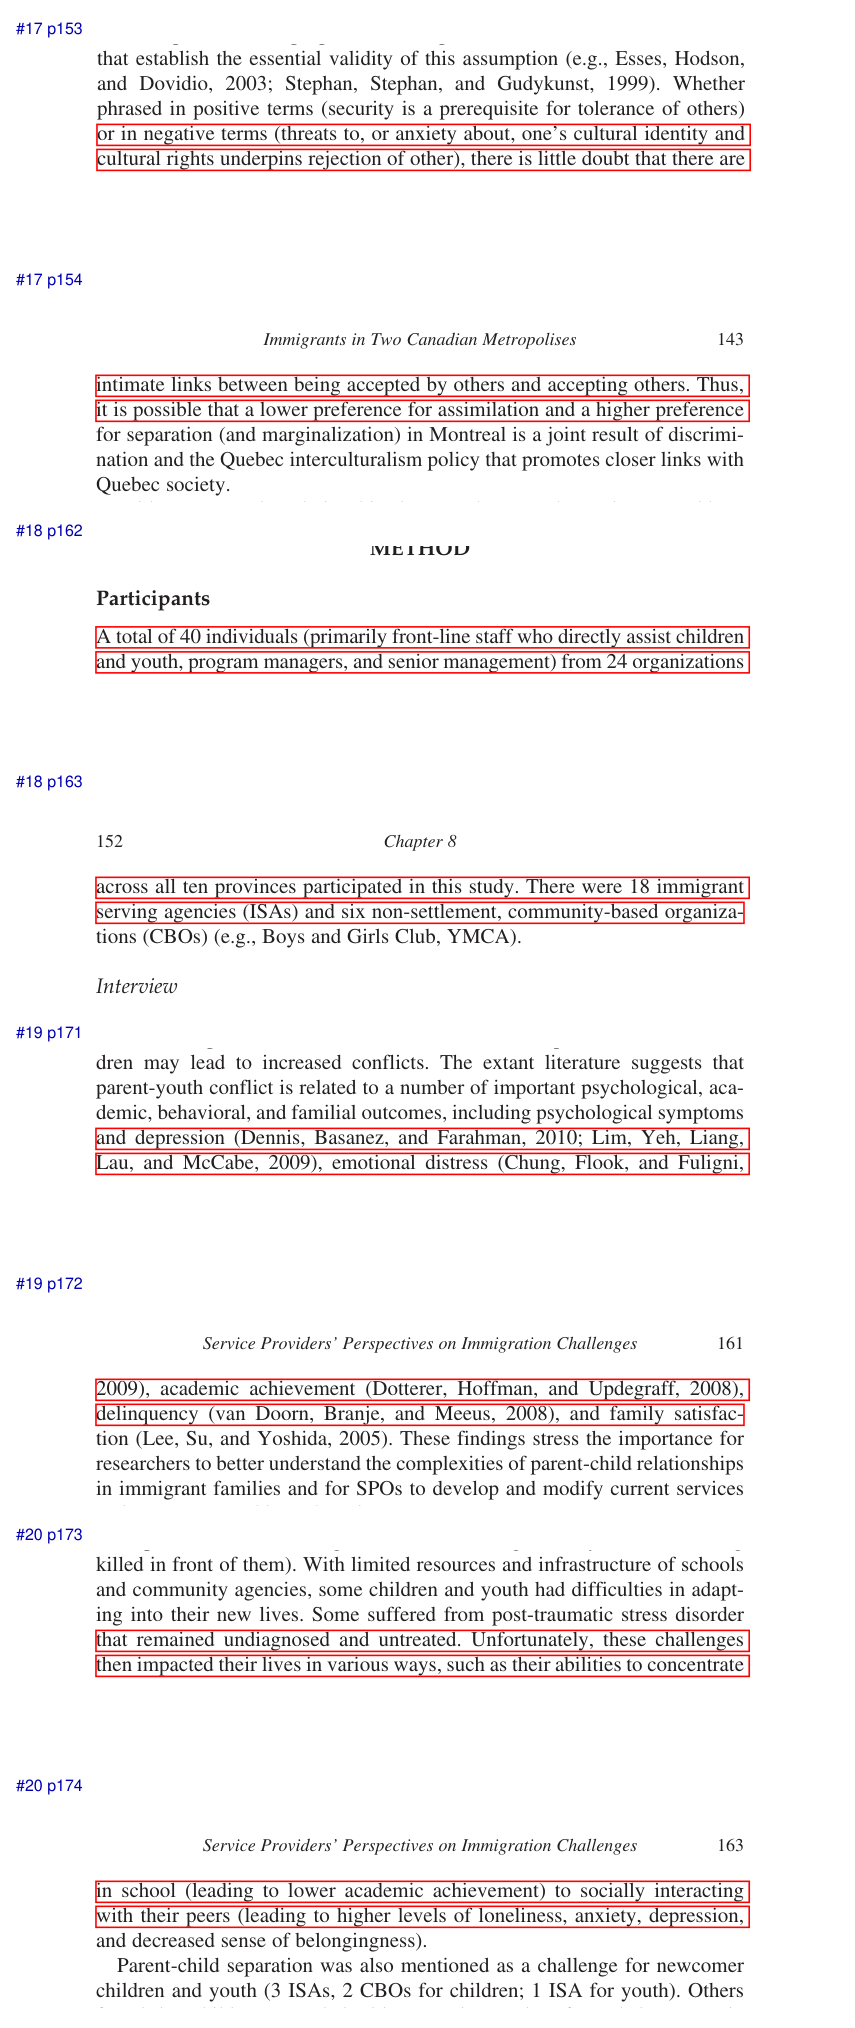 #17 p153
that establish the essential validity of this assumption (e.g., Esses, Hodson,
and Dovidio, 2003; Stephan, Stephan, and Gudykunst, 1999). Whether
phrased in positive terms (security is a prerequisite for tolerance of others)
or in negative terms (threats to, or anxiety about, one’s cultural identity and
cultural rights underpins rejection of other), there is little doubt that there are
#17 p154
Immigrants in Two Canadian Metropolises 143
intimate links between being accepted by others and accepting others. Thus,
it is possible that a lower preference for assimilation and a higher preference
for separation (and marginalization) in Montreal is a joint result of discrimi-
nation and the Quebec interculturalism policy that promotes closer links with
Quebec society.
#18 p162
METHOD
Participants
A total of 40 individuals (primarily front-line staff who directly assist children
and youth, program managers, and senior management) from 24 organizations
#18 p163
152 Chapter 8
across all ten provinces participated in this study. There were 18 immigrant
serving agencies (ISAs) and six non-settlement, community-based organiza-
tions (CBOs) (e.g., Boys and Girls Club, YMCA).
Interview
#19 p171
dren may lead to increased conflicts. The extant literature suggests that
parent-youth conflict is related to a number of important psychological, aca-
demic, behavioral, and familial outcomes, including psychological symptoms
and depression (Dennis, Basanez, and Farahman, 2010; Lim, Yeh, Liang,
Lau, and McCabe, 2009), emotional distress (Chung, Flook, and Fuligni,
#19 p172
Service Providers’ Perspectives on Immigration Challenges 161
2009), academic achievement (Dotterer, Hoffman, and Updegraff, 2008),
delinquency (van Doorn, Branje, and Meeus, 2008), and family satisfac-
tion (Lee, Su, and Yoshida, 2005). These findings stress the importance for
researchers to better understand the complexities of parent-child relationships
in immigrant families and for SPOs to develop and modify current services
#20 p173
killed in front of them). With limited resources and infrastructure of schools
and community agencies, some children and youth had difficulties in adapt-
ing into their new lives. Some suffered from post-traumatic stress disorder
that remained undiagnosed and untreated. Unfortunately, these challenges
then impacted their lives in various ways, such as their abilities to concentrate
#20 p174
Service Providers’ Perspectives on Immigration Challenges 163
in school (leading to lower academic achievement) to socially interacting
with their peers (leading to higher levels of loneliness, anxiety, depression,
and decreased sense of belongingness).
Parent-child separation was also mentioned as a challenge for newcomer
children and youth (3 ISAs, 2 CBOs for children; 1 ISA for youth). Others